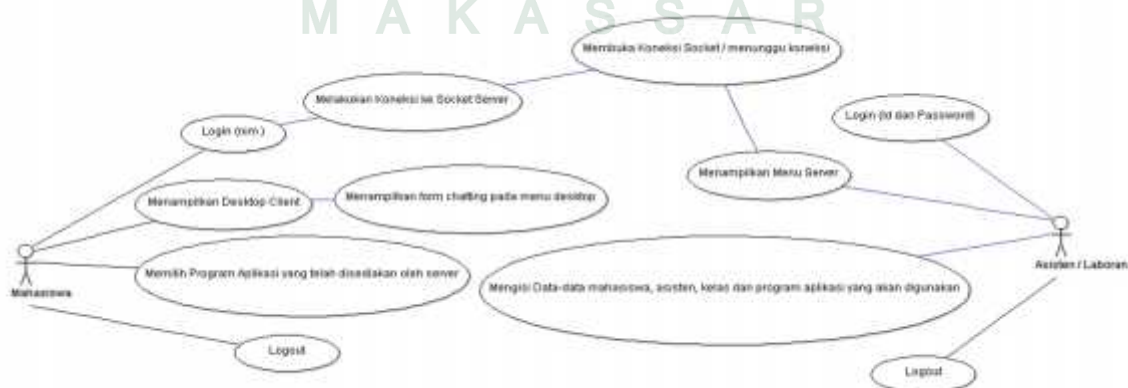 MAKASSAR
Membuka Koneksi Socket / menunggu koneksi
Melakukan Koneksi ke Socket Server
Login (Id dan Password)
Login (nim )
Menampilkan Menu Server
Menampilkan Desktop Client
Menampilkan form chatting pada menu desktop
Memilih Program Aplikasi yang telah disediakan oleh server
Mahasiswa
Asisten / Laboran
Mengisi Data-data mahasiswa, asisten, kelas dan program aplikasi yang akan digunakan
Logout
Logout